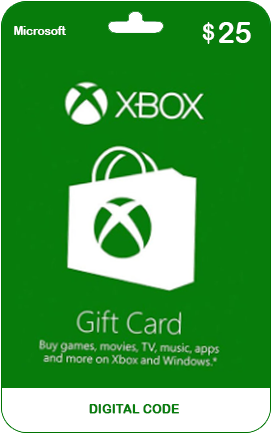 Microsoft
$25
XBOX
Gift Card
Buy games, movies, TV, music, apps
and more on Xbox and Windows.*
DIGITAL CODE